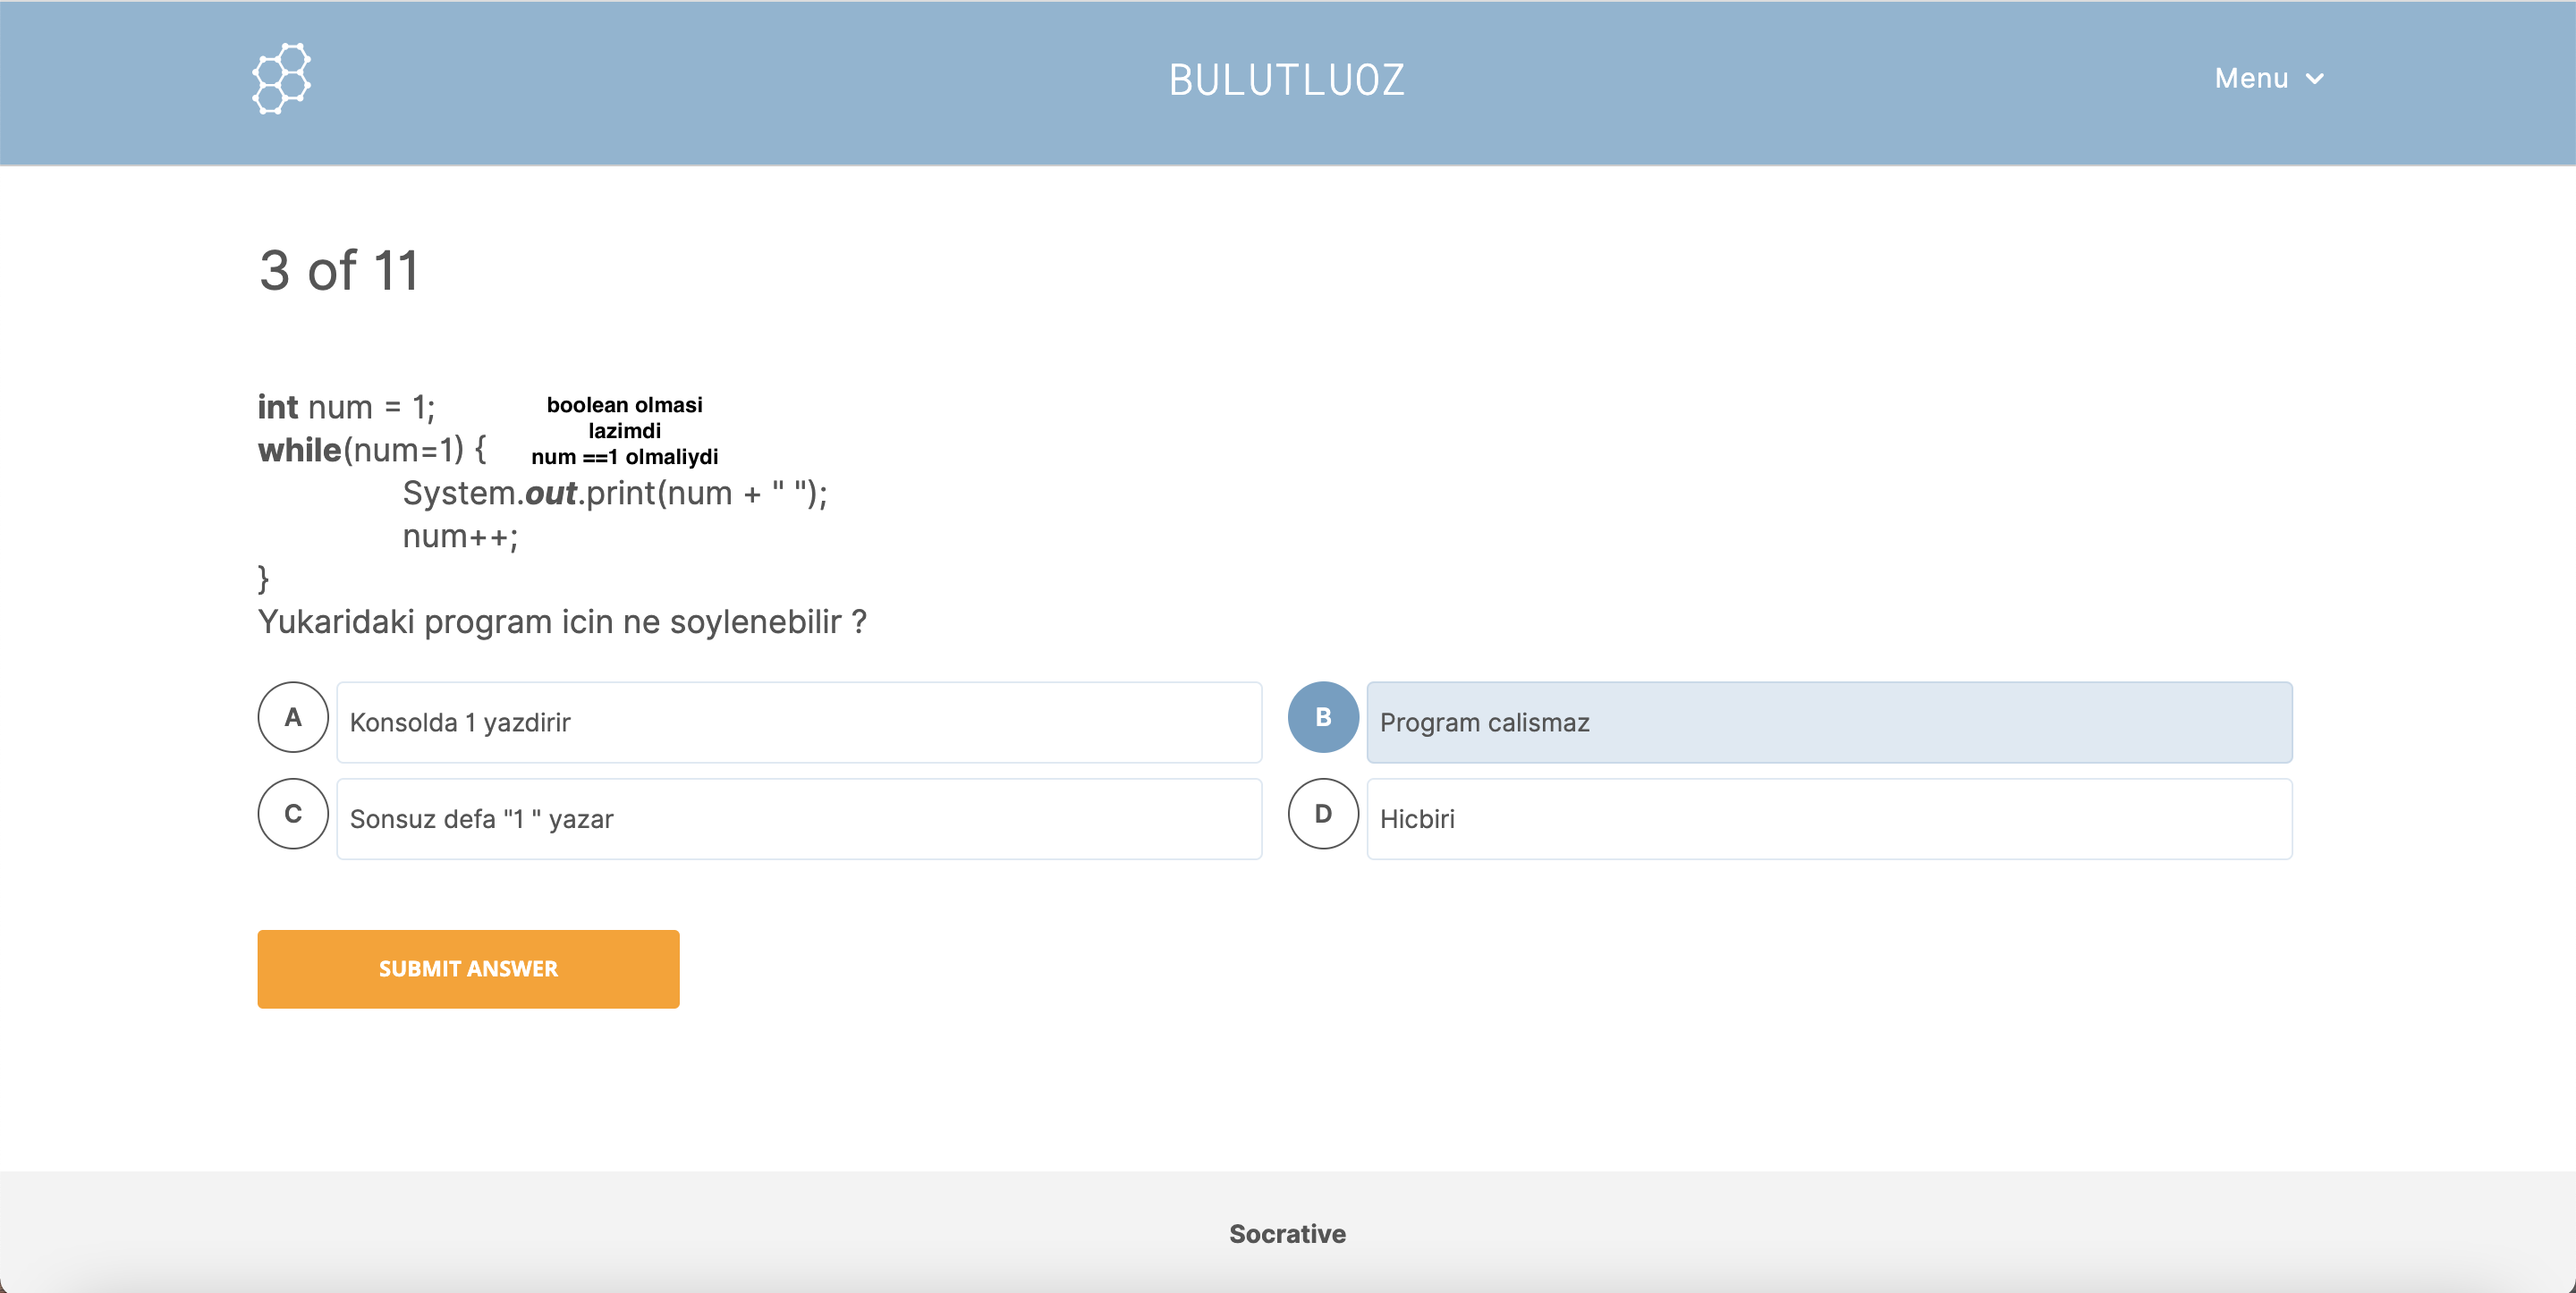 BULUTLUOZ
Menu
3 of 11
int num = 1;
while(num=1) {
boolean olmasi
lazimdi
num ==1 olmaliydi
System.out.print(num + " ");
num++;
}
Yukaridaki program icin ne soylenebilir ?
A Konsolda 1 yazdirir
B Program calismaz
C Sonsuz defa "1 " yazar
D Hicbiri
SUBMIT ANSWER
Socrative